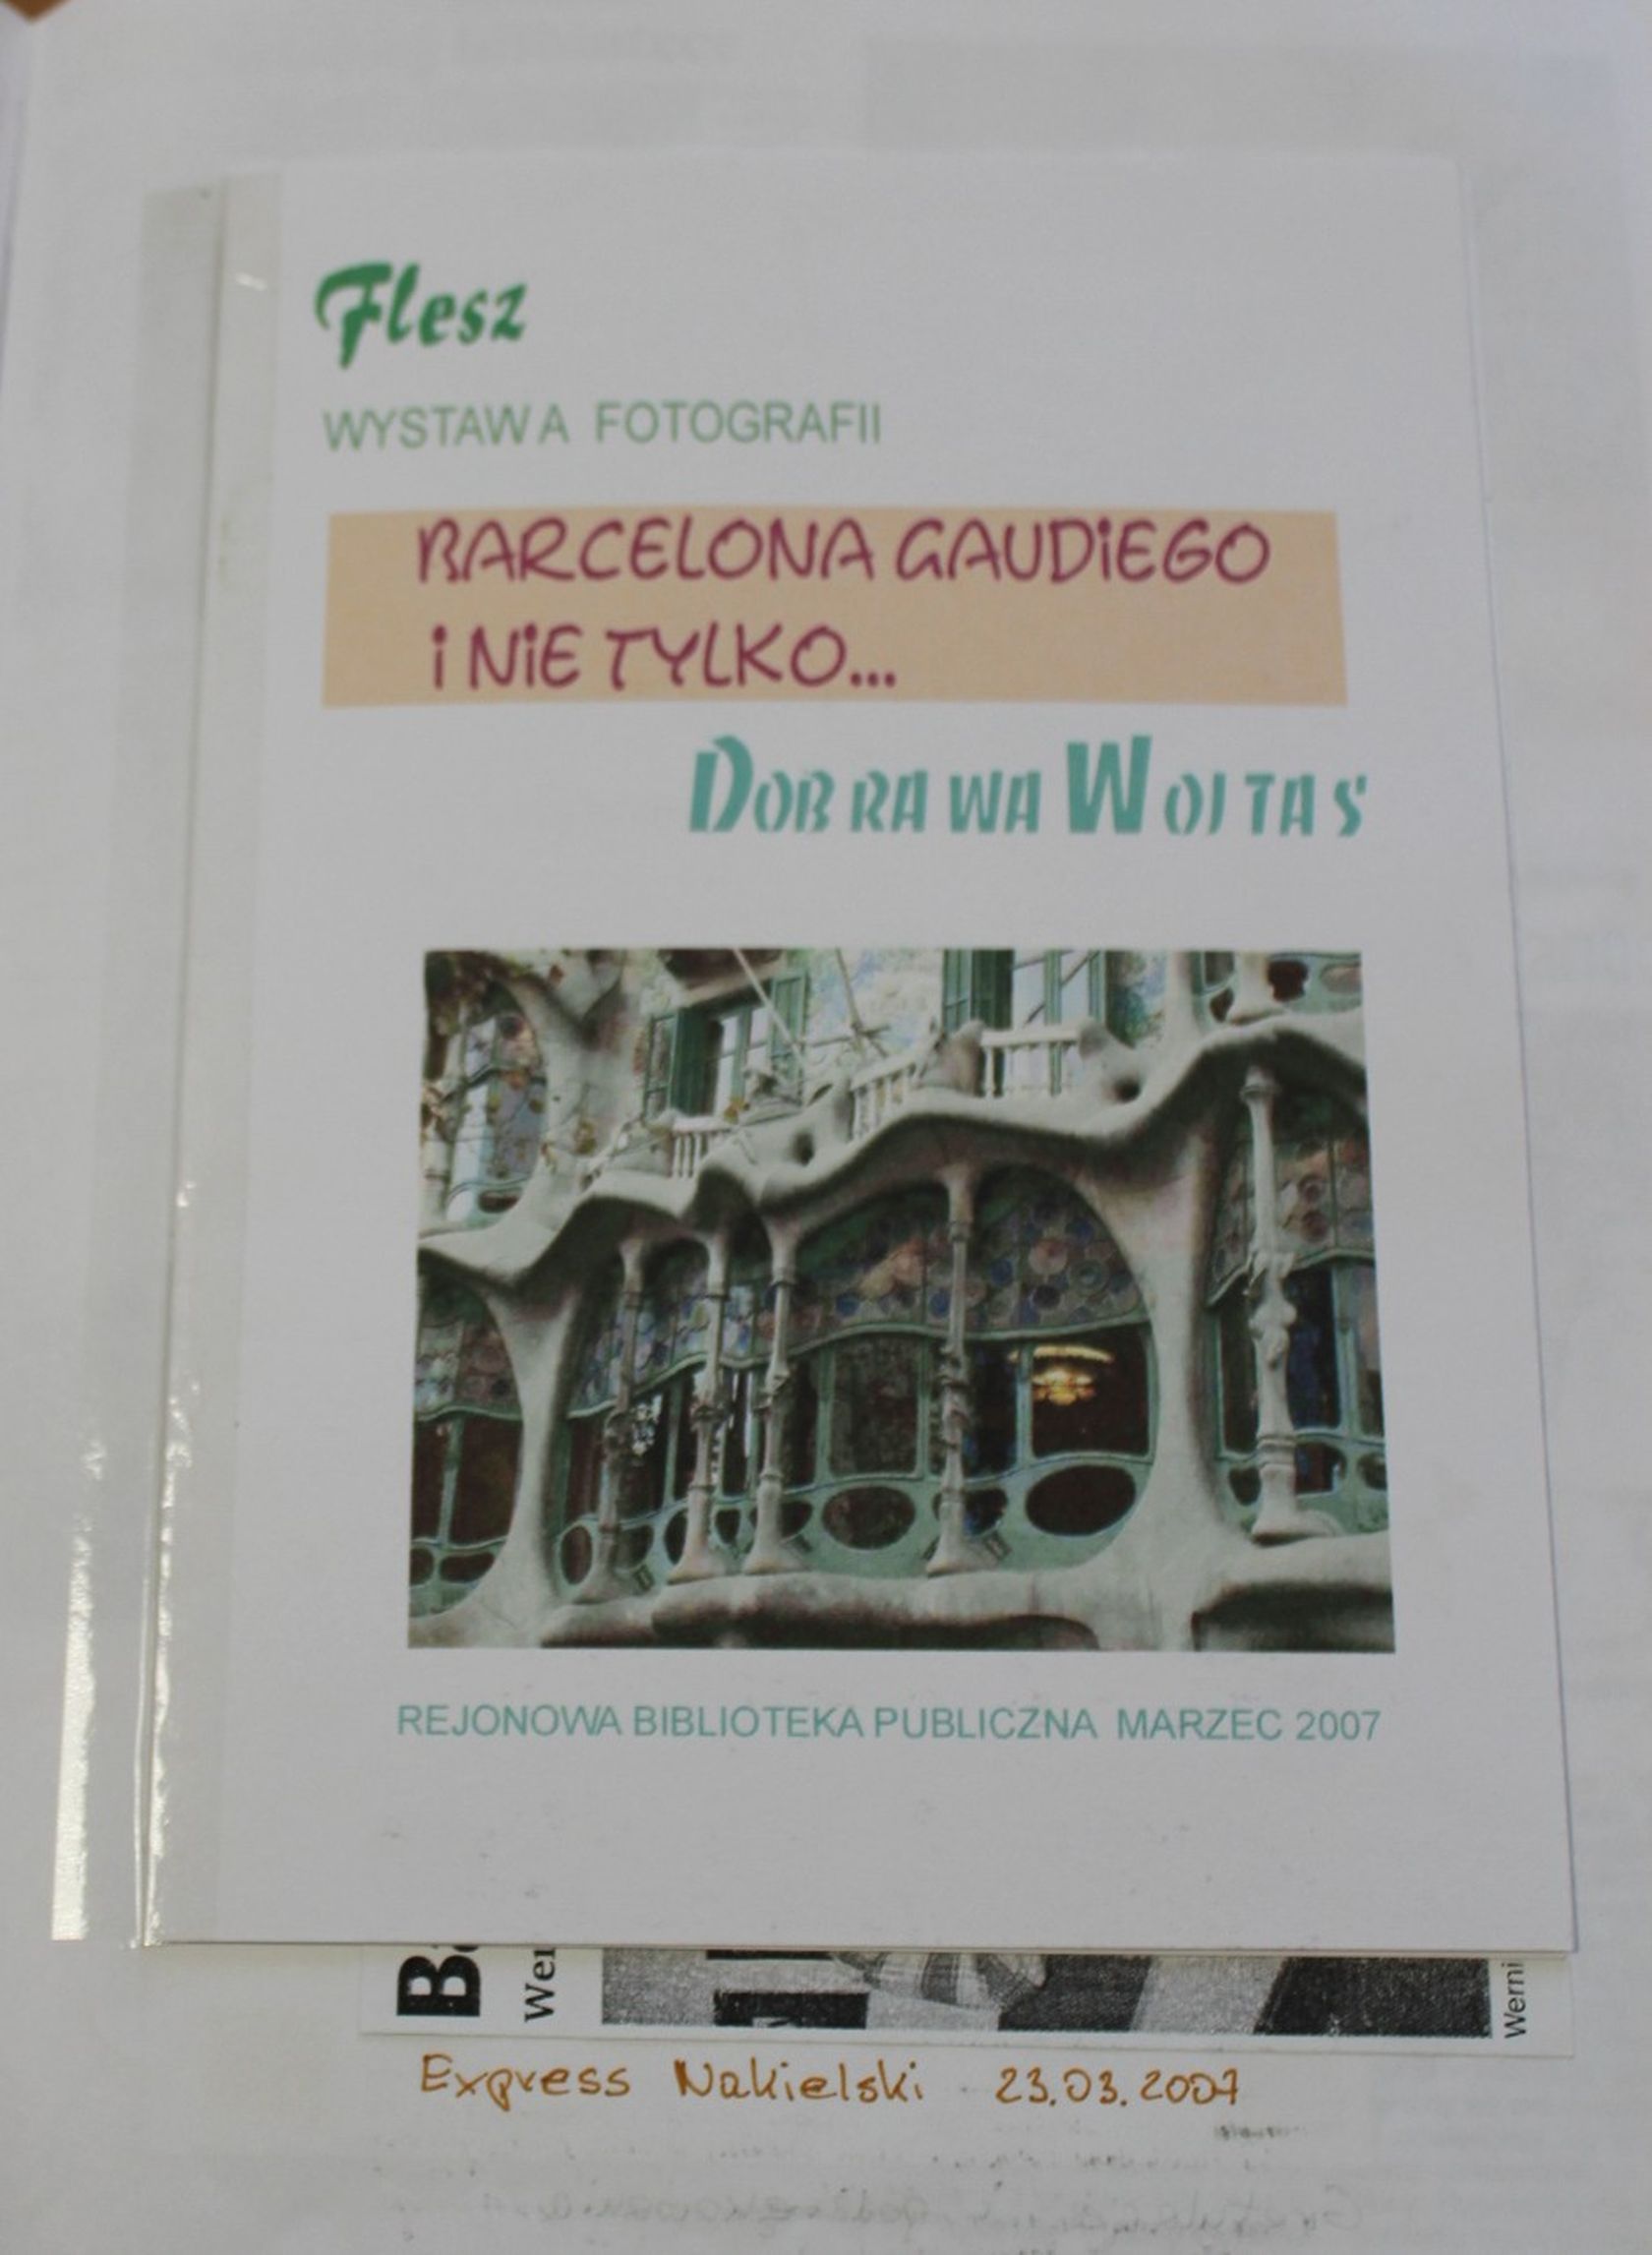 Flesz
WYSTAWA FOTOGRAFII
BARCELONA GAUDIEGO
i NiE TYLKO...
DOBRAWA WOJTAS
REJONOWA BIBLIOTEKA PUBLICZNA MARZEC 2007
Express Nakielski 23.03.2007